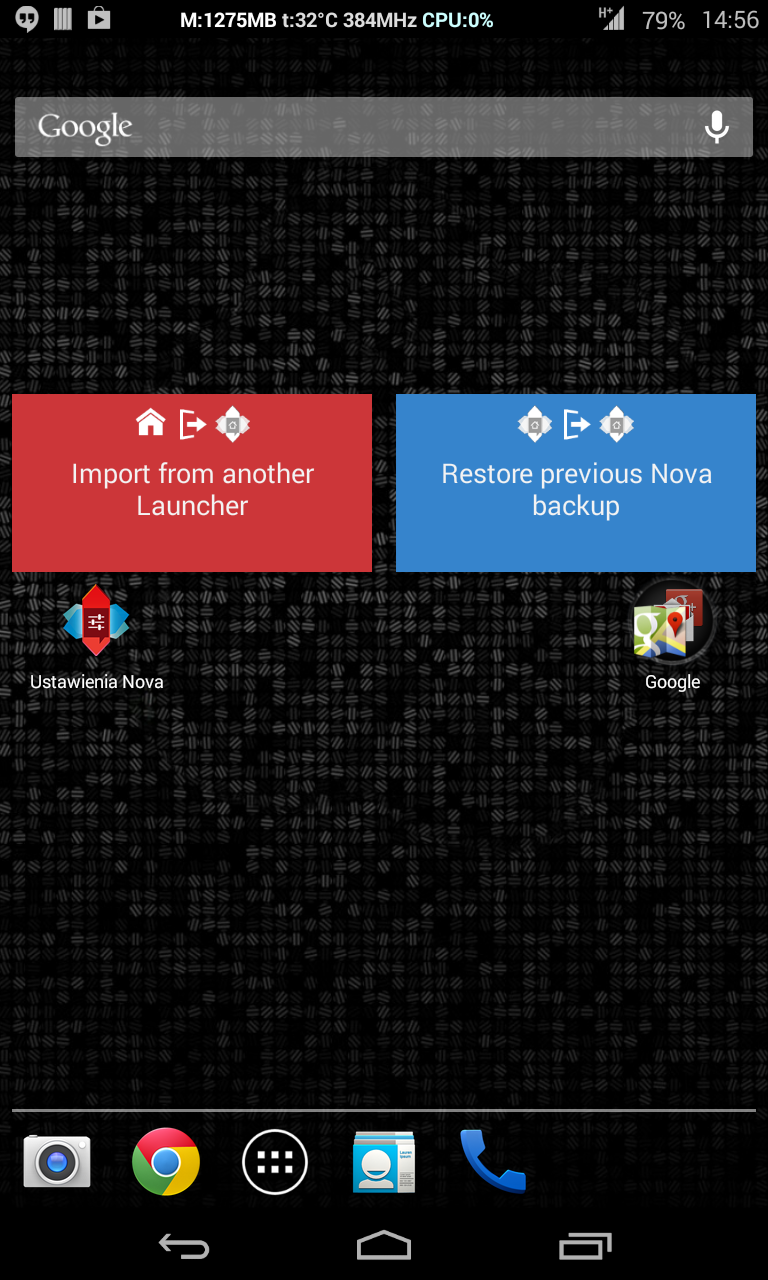 M:1275MB t:32°C 384MHz CPU:0%
H+
79%
14:56
Google
Import from another
Launcher
Restore previous Nova
backup
Ustawienia Nova
Google